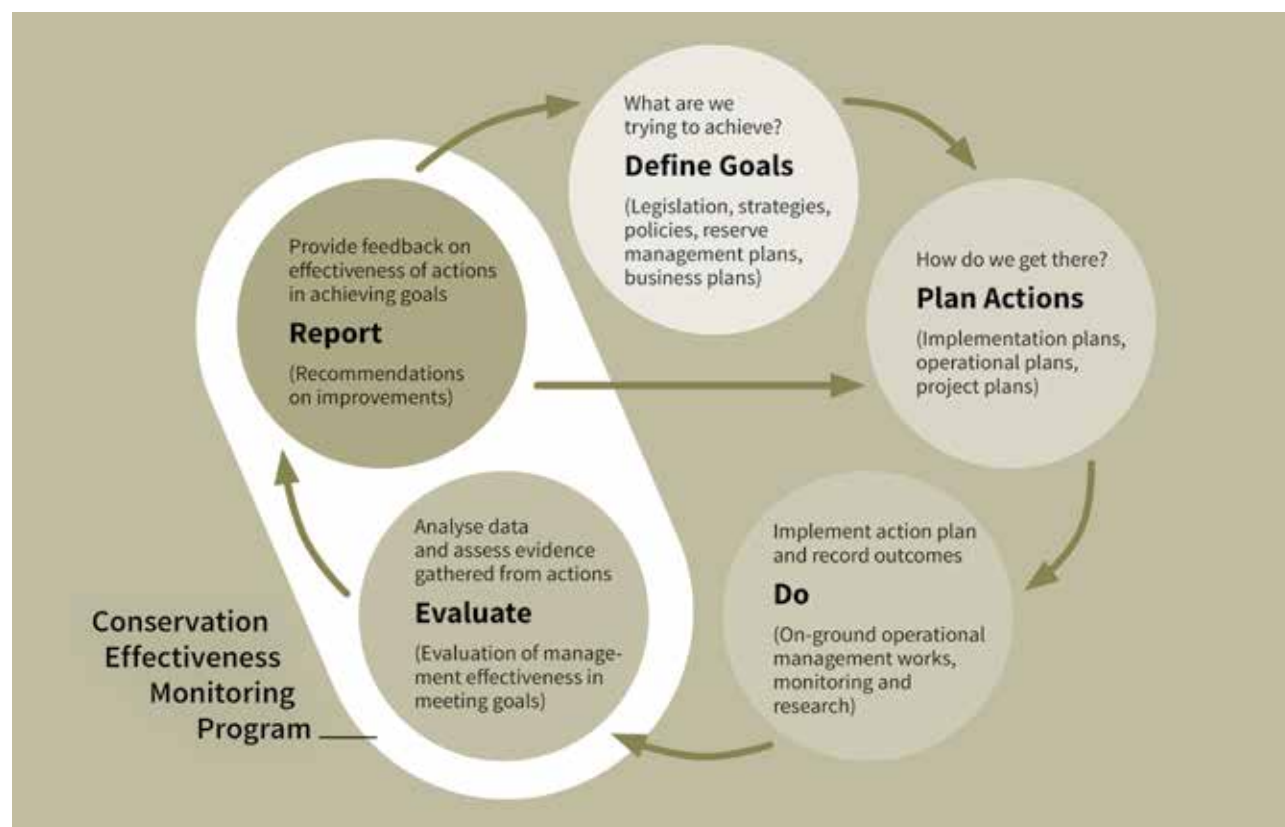 What are we
trying to achieve?
Define Goals
(Legislation, strategies,
policies, reserve
management plans,
business plans)
How do we get there?
Plan Actions
(Implementation plans,
operational plans,
project plans)
Implement action plan
and record outcomes
Do
(On-ground operational
management works,
monitoring and
research)
Analyse data
and assess evidence
gathered from actions
Evaluate
(Evaluation of manage-
ment effectiveness in
meeting goals)
Provide feedback on
effectiveness of actions
in achieving goals
Report
(Recommendations
on improvements)
Conservation
Effectiveness
Monitoring
Program